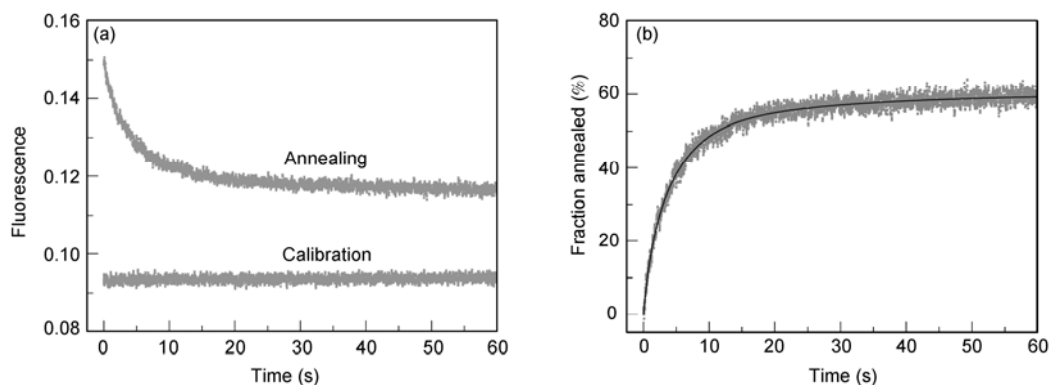 (a)
0.16
0.14
0.12
0.10
0.08
Fluorescence
Annealing
Calibration
0 10 20 30 40 50 60
Time (s)
(b)
80
60
40
20
0
Fraction annealed (%)
0 10 20 30 40 50 60
Time (s)